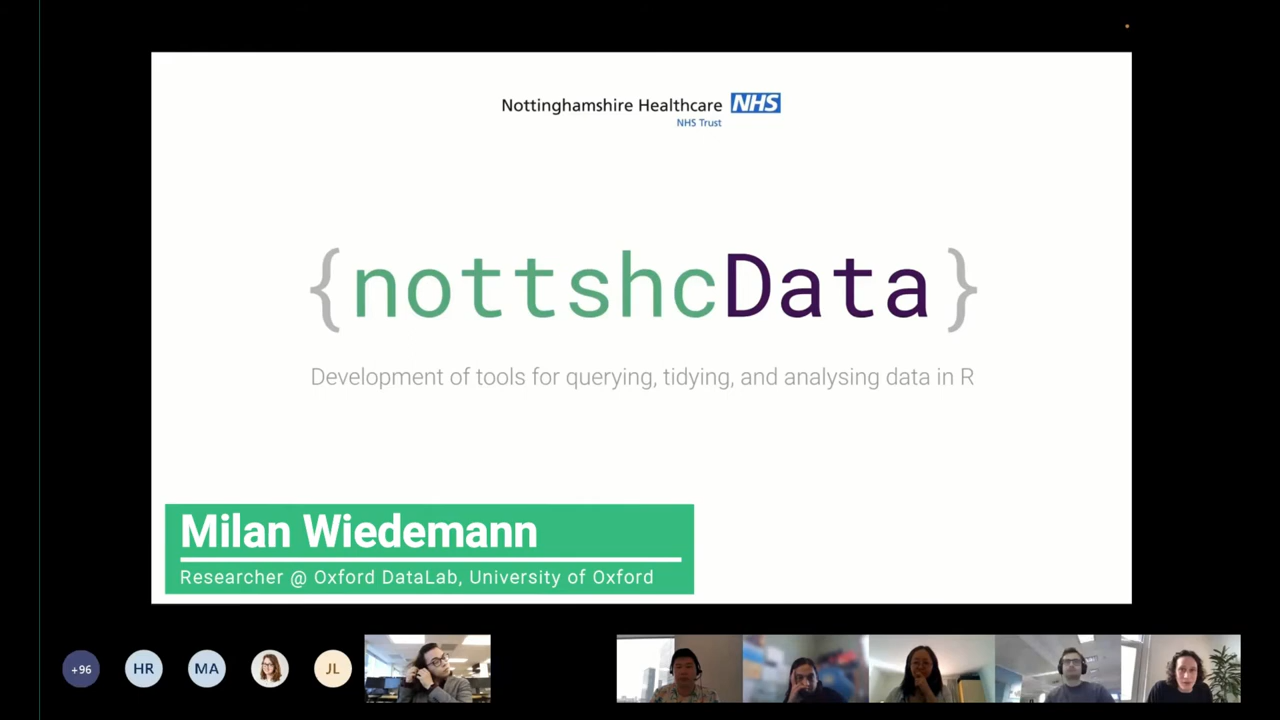 Nottinghamshire Healthcare NHS
NHS Trust
{nottshcData}
Development of tools for querying, tidying, and analysing data in R
Milan Wiedemann
Researcher @ Oxford DataLab, University of Oxford
+96
HR
MA
JL